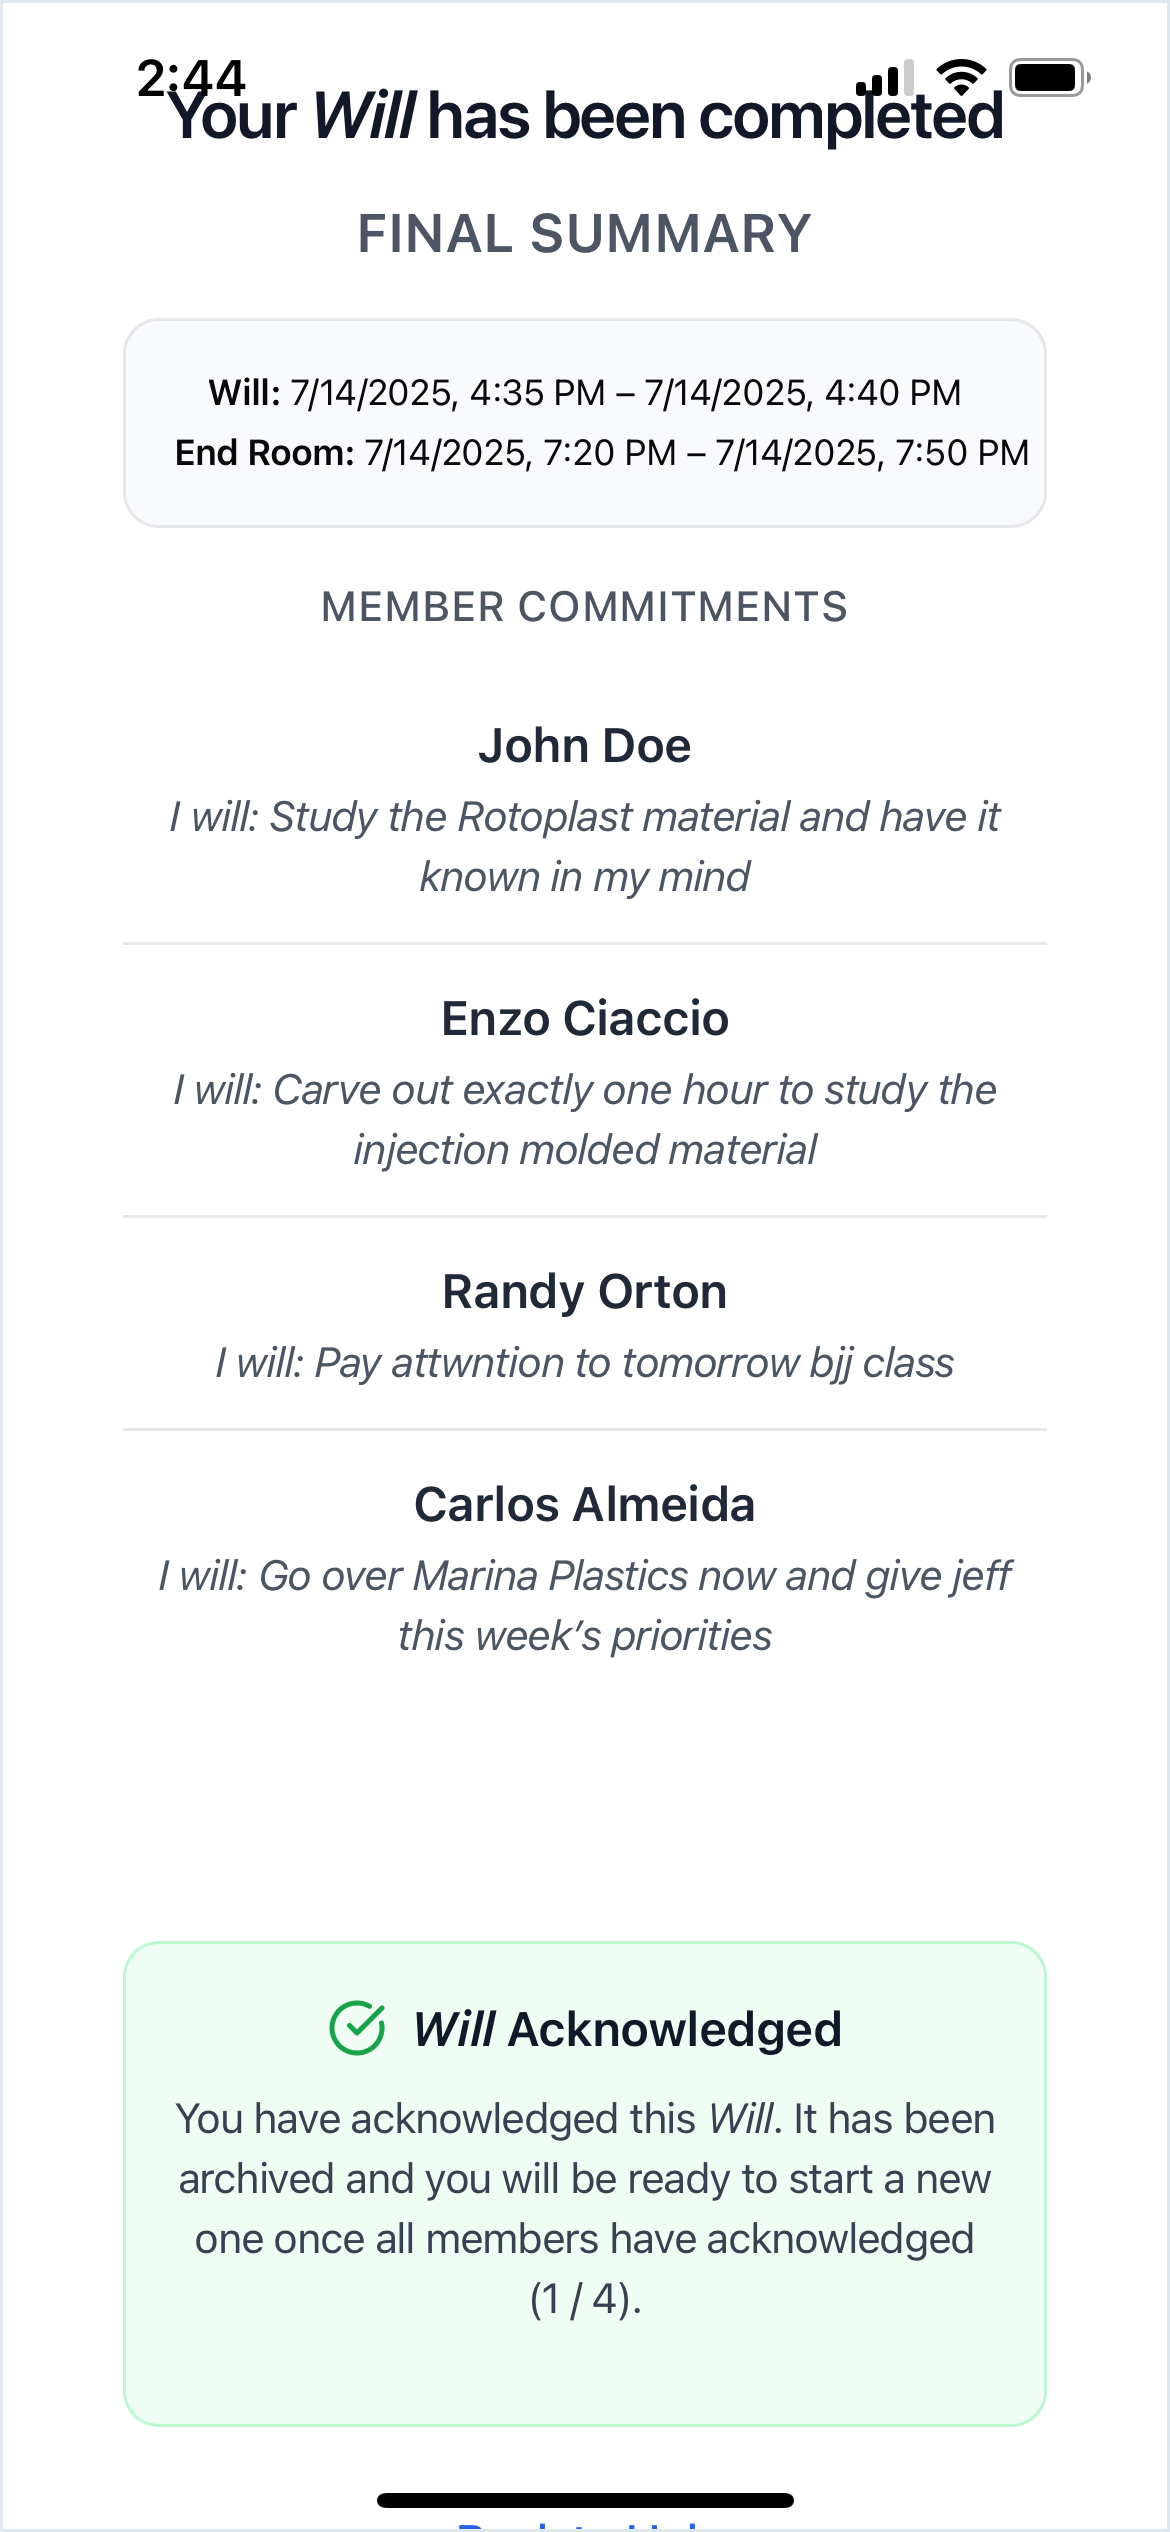 2:44
Your Will has been completed
FINAL SUMMARY
Will: 7/14/2025, 4:35 PM – 7/14/2025, 4:40 PM
End Room: 7/14/2025, 7:20 PM – 7/14/2025, 7:50 PM
MEMBER COMMITMENTS
John Doe
I will: Study the Rotoplast material and have it
known in my mind
Enzo Ciaccio
I will: Carve out exactly one hour to study the
injection molded material
Randy Orton
I will: Pay attwntion to tomorrow bjj class
Carlos Almeida
I will: Go over Marina Plastics now and give jeff
this week’s priorities
Will Acknowledged
You have acknowledged this Will. It has been
archived and you will be ready to start a new
one once all members have acknowledged
(1 / 4).